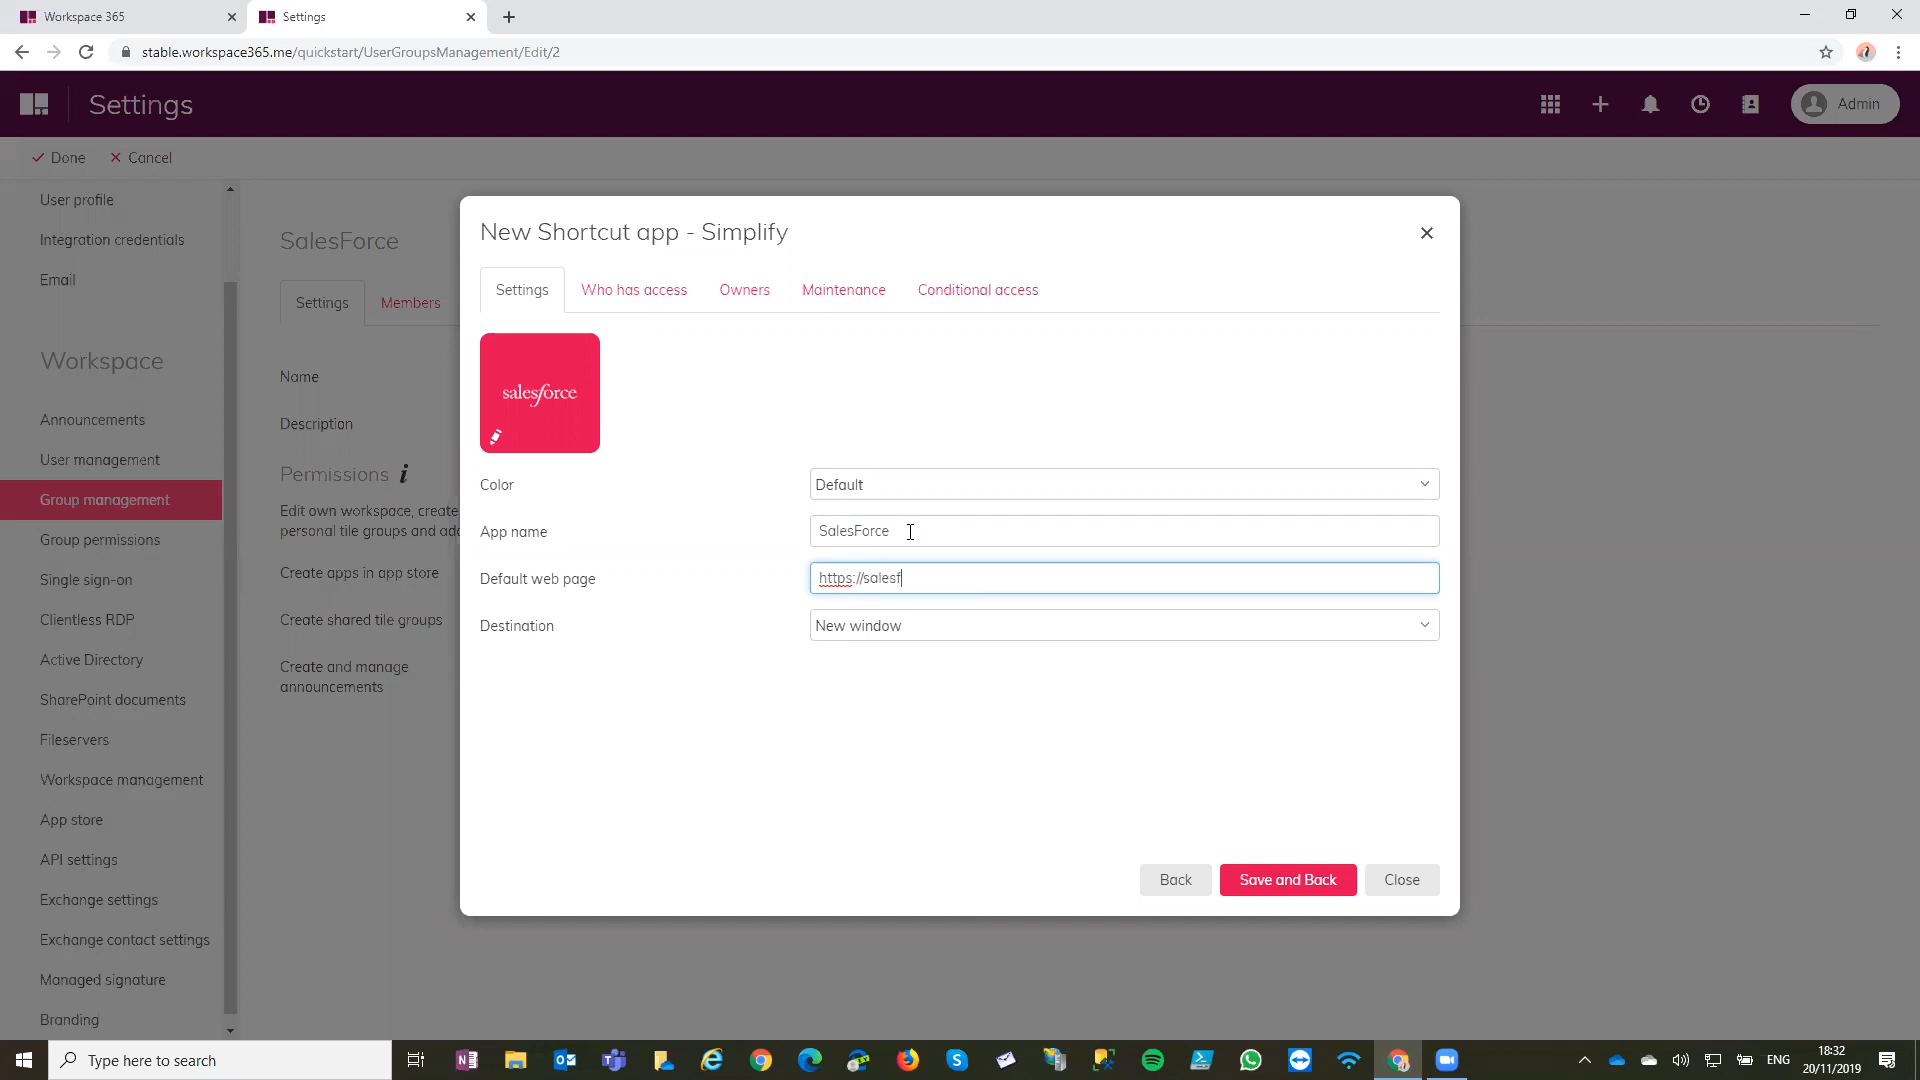 Workspace 365
Settings
stable.workspace365.me/quickstart/UserGroupsManagement/Edit/2
Settings
Admin
Done
Cancel
User profile
Integration credentials
Email
Workspace
Announcements
User management
Group management
Group permissions
Single sign-on
Clientless RDP
Active Directory
SharePoint documents
Fileservers
Workspace management
App store
API settings
Exchange settings
Exchange contact settings
Managed signature
Branding
SalesForce
Settings
Members
Name
Description
Permissions i
Edit own workspace, create
personal tile groups and add
Create apps in app store
Create shared tile groups
Create and manage
announcements
New Shortcut app - Simplify
Settings
Who has access
Owners
Maintenance
Conditional access
salesforce
Color
Default
App name
SalesForce
Default web page
https://salesf
Destination
New window
Back
Save and Back
Close
Type here to search
ENG
18:32
20/11/2019